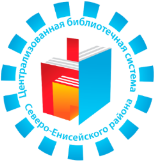 Централизованная библиотечная система
Северо-Енисейского района